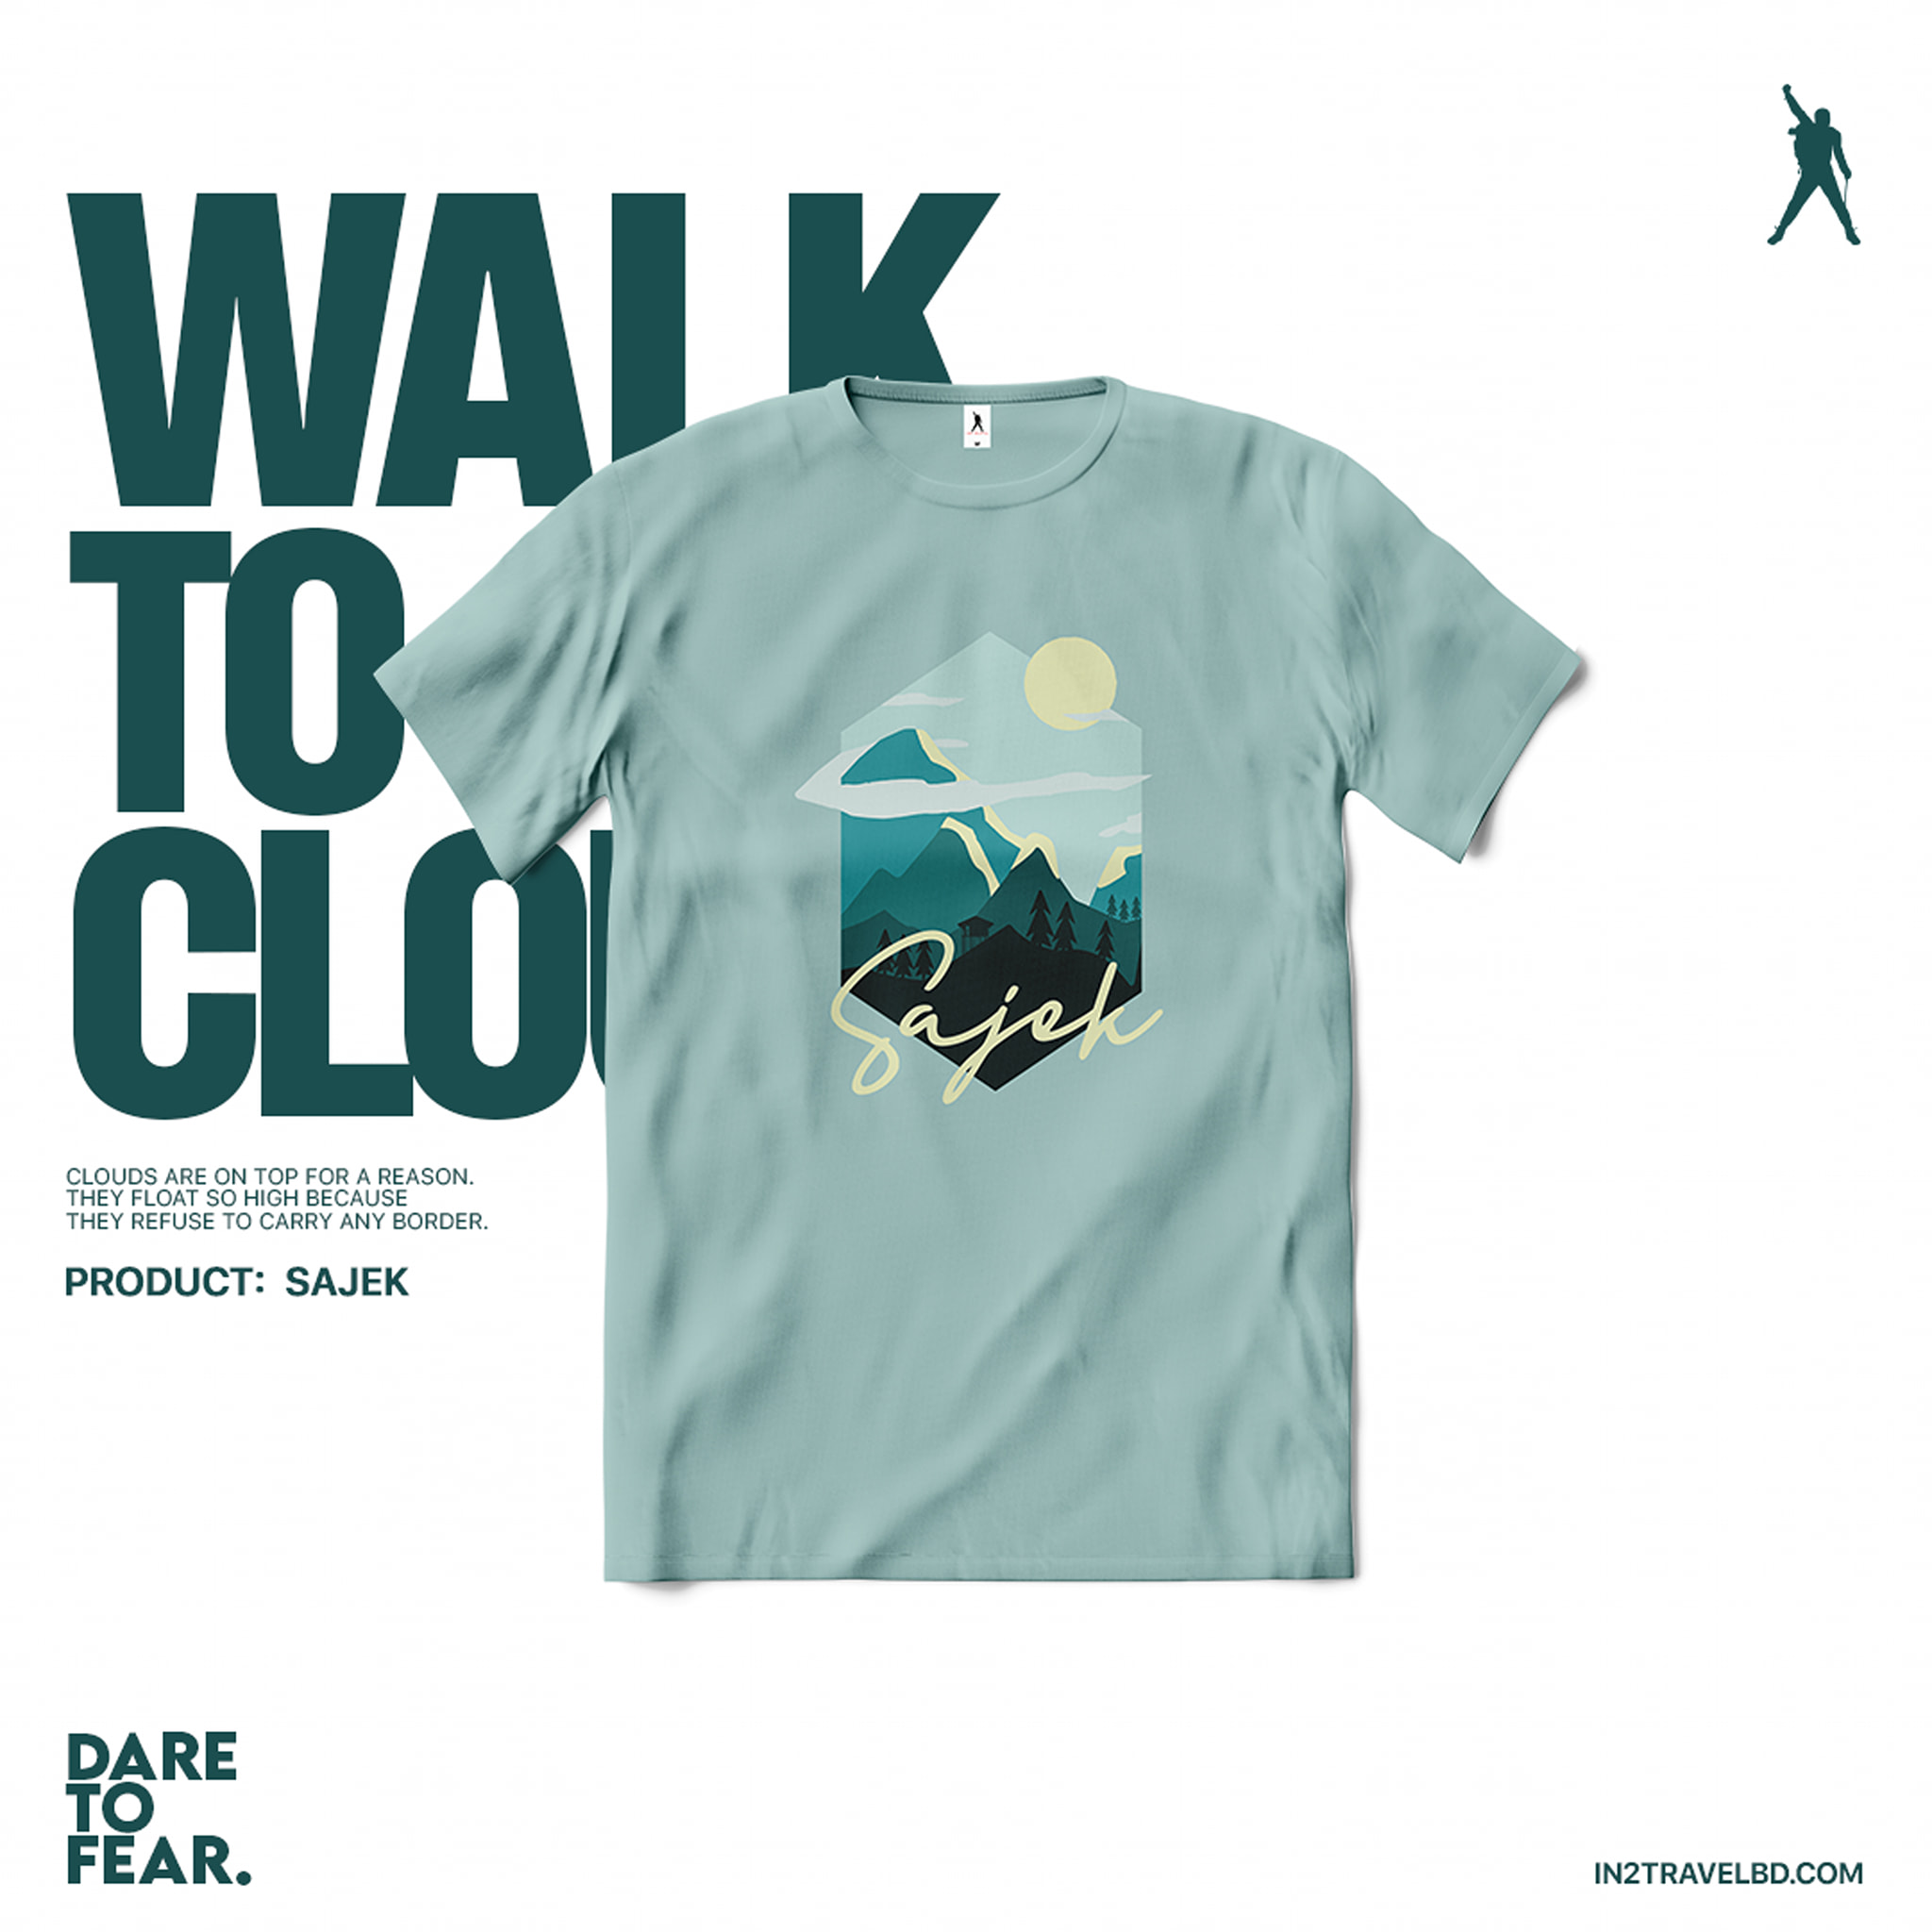 WALK
TO
CLOU
CLOUDS ARE ON TOP FOR A REASON.
THEY FLOAT SO HIGH BECAUSE
THEY REFUSE TO CARRY ANY BORDER.
PRODUCT: SAJEK
Sajek
DARE
TO
FEAR.
IN2TRAVELBD.COM